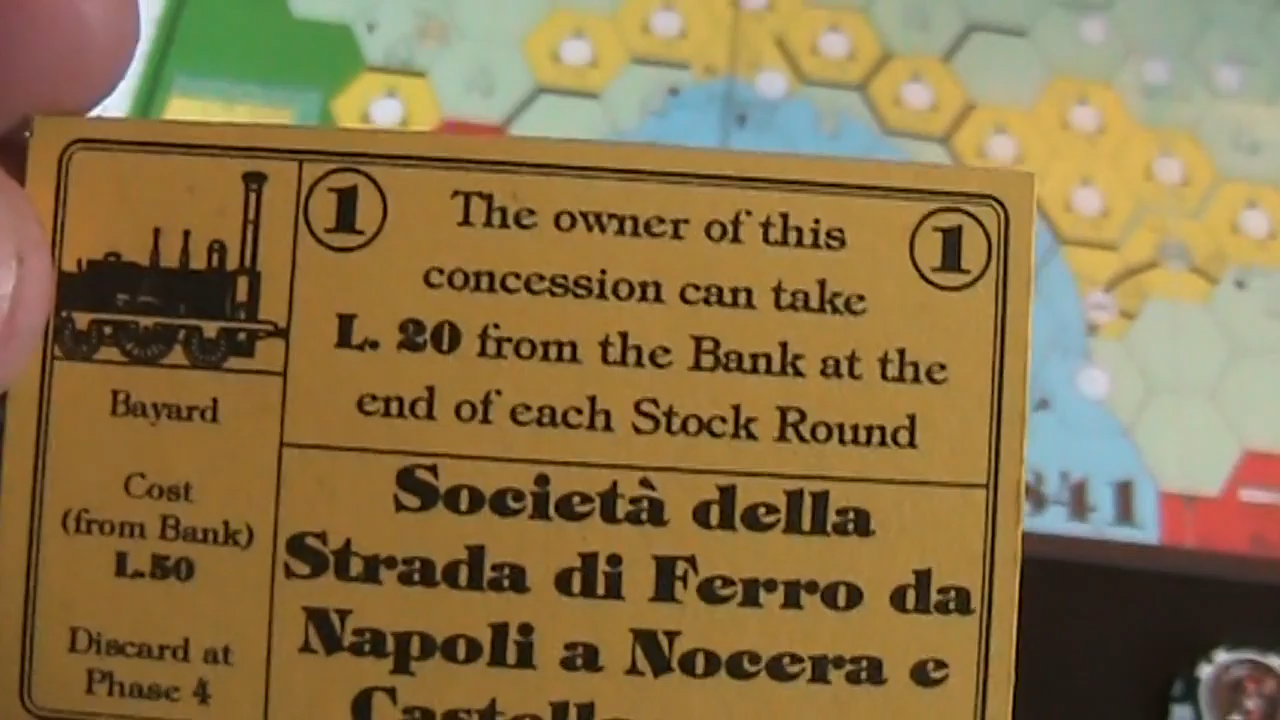 1
The owner of this
1
concession can take
L. 20 from the Bank at the
end of each Stock Round
Bayard
Cost
(from Bank)
L.50
Discard at
Phase 4
Società della
Strada di Ferro da
Napoli a Nocera e
841